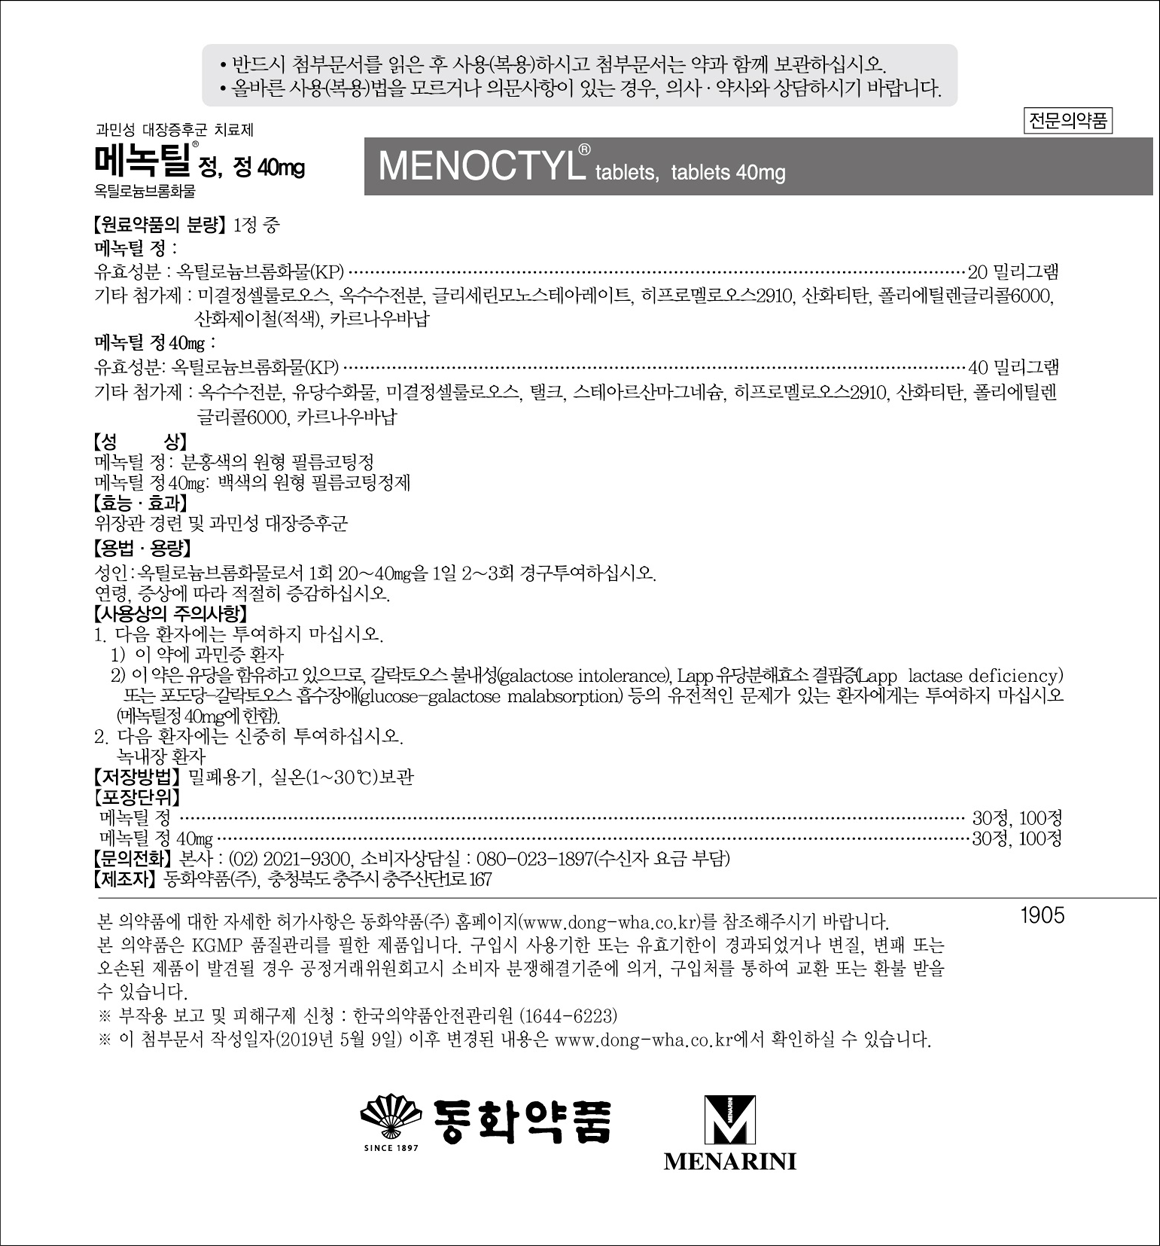 • 반드시 첨부문서를 읽은 후 사용(복용)하시고 첨부문서는 약과 함께 보관하십시오.
• 올바른 사용(복용)법을 모르거나 의문사항이 있는 경우, 의사 · 약사와 상담하시기 바랍니다.
전문의약품
과민성 대장증후군 치료제
메녹틸® 정, 정 40mg
MENOCTYL® tablets, tablets 40mg
옥틸로늄브롬화물
【원료약품의 분량】 1정 중
메녹틸 정 :
유효성분 : 옥틸로늄브롬화물(KP) ········ 20 밀리그램
기타 첨가제 : 미결정셀룰로오스, 옥수수전분, 글리세린모노스테아레이트, 히프로멜로오스2910, 산화티탄, 폴리에틸렌글리콜6000,
산화제이철(적색), 카르나우바납
메녹틸 정 40mg :
유효성분: 옥틸로늄브롬화물(KP) ········ 40 밀리그램
기타 첨가제 : 옥수수전분, 유당수화물, 미결정셀룰로오스, 탤크, 스테아르산마그네슘, 히프로멜로오스2910, 산화티탄, 폴리에틸렌
글리콜6000, 카르나우바납
【성 상】
메녹틸 정 : 분홍색의 원형 필름코팅정
메녹틸 정 40mg: 백색의 원형 필름코팅정제
【효능 · 효과】
위장관 경련 및 과민성 대장증후군
【용법 · 용량】
성인 : 옥틸로늄브롬화물로서 1회 20~40mg을 1일 2~3회 경구투여하십시오.
연령, 증상에 따라 적절히 증감하십시오.
【사용상의 주의사항】
1. 다음 환자에는 투여하지 마십시오.
1) 이 약에 과민증 환자
2) 이 약은 유당을 함유하고 있으므로, 갈락토오스 불내성(galactose intolerance), Lapp 유당분해효소 결핍증(Lapp lactase deficiency)
또는 포도당-갈락토오스 흡수장애(glucose-galactose malabsorption) 등의 유전적인 문제가 있는 환자에게는 투여하지 마십시오
(메녹틸정 40mg에 한함).
2. 다음 환자에는 신중히 투여하십시오.
녹내장 환자
【저장방법】 밀폐용기, 실온(1~30℃)보관
【포장단위】
메녹틸 정 ········ 30정, 100정
메녹틸 정 40mg ········ 30정, 100정
【문의전화】 본사 : (02) 2021-9300, 소비자상담실 : 080-023-1897(수신자 요금 부담)
【제조자】 동화약품(주), 충청북도 충주시 충주산단1로 167
본 의약품에 대한 자세한 허가사항은 동화약품(주) 홈페이지(www.dong-wha.co.kr)를 참조해주시기 바랍니다.
1905
본 의약품은 KGMP 품질관리를 필한 제품입니다. 구입시 사용기한 또는 유효기한이 경과되었거나 변질, 변패 또는
오손된 제품이 발견될 경우 공정거래위원회고시 소비자 분쟁해결기준에 의거, 구입처를 통하여 교환 또는 환불 받을
수 있습니다.
※ 부작용 보고 및 피해구제 신청 : 한국의약품안전관리원 (1644-6223)
※ 이 첨부문서 작성일자(2019년 5월 9일) 이후 변경된 내용은 www.dong-wha.co.kr에서 확인하실 수 있습니다.
SINCE 1897
동화약품
MENARINI
MENARINI